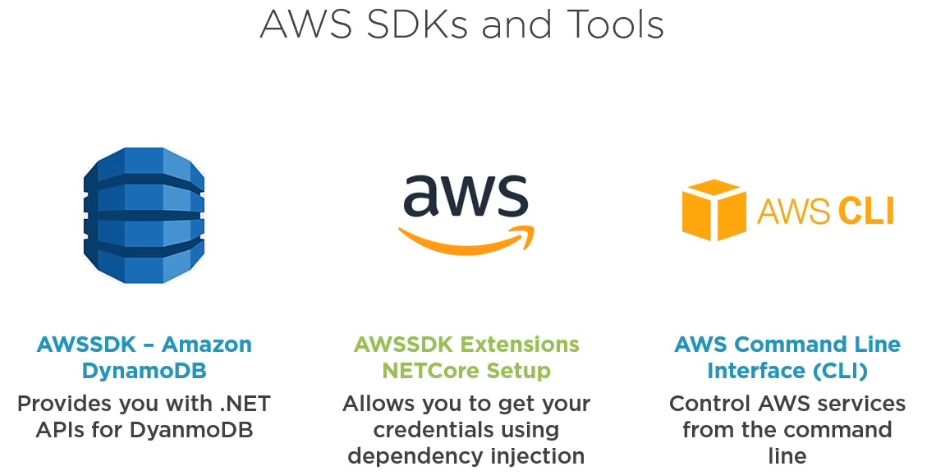 AWS SDKs and Tools
aws
AWS CLI
AWSSDK – Amazon
DynamoDB
Provides you with .NET
APIs for DyanmoDB
AWSSDK Extensions
NETCore Setup
Allows you to get your
credentials using
dependency injection
AWS Command Line
Interface (CLI)
Control AWS services
from the command
line